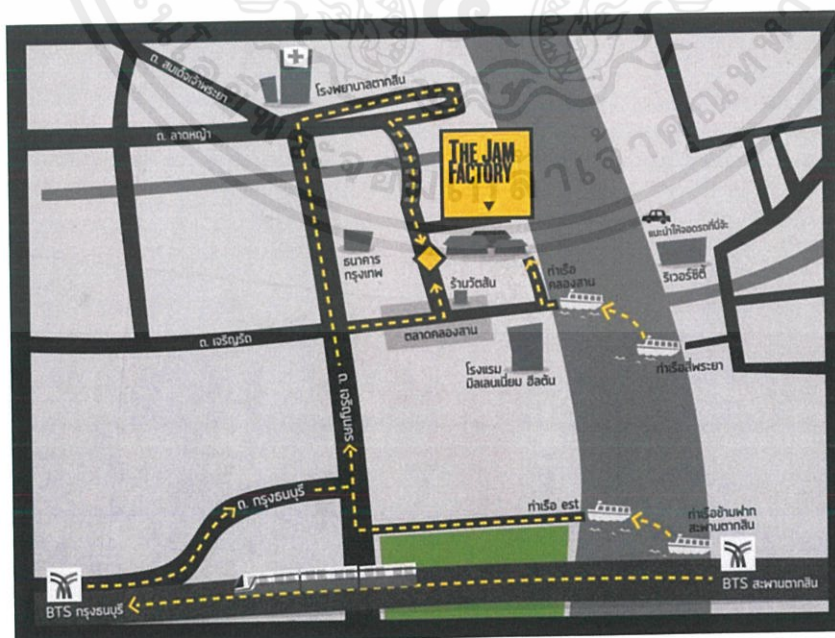 ถ. สมเด็จเจ้าพระยา
โรงพยาบาลตากสิน
ถ. ลาดหญ้า
THE JAM
FACTORY
แนะนำให้จอดรถที่นี่จ้ะ
ริเวอร์ซิตี้
ธนาคาร
กรุงเทพ
ร้านวัตสัน
ท่าเรือ
คลองสาน
ถ. เจริญรัถ
ตลาดคลองสาน
ท่าเรือสี่พระยา
โรงแรม
มิลเลนเนี่ยม ฮิลตัน
ถ. เจริญนคร
ถ. กรุงธนบุรี
ท่าเรือ est
ท่าเรือข้ามฟาก
สะพานตากสิน
BTS กรุงธนบุรี
BTS สะพานตากสิน